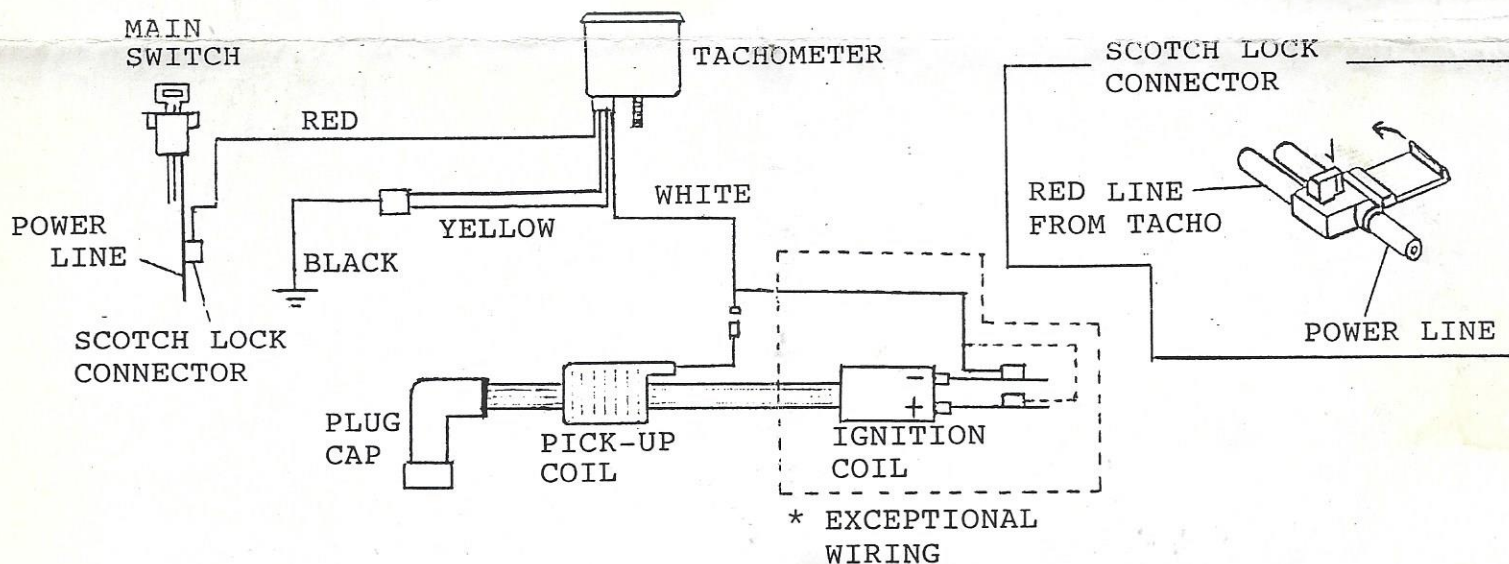 MAIN
SWITCH
TACHOMETER
SCOTCH LOCK
CONNECTOR
RED
WHITE
RED LINE
FROM TACHO
YELLOW
POWER
LINE
BLACK
POWER LINE
SCOTCH LOCK
CONNECTOR
-
+
PLUG
CAP
PICK-UP
COIL
IGNITION
COIL
* EXCEPTIONAL
WIRING